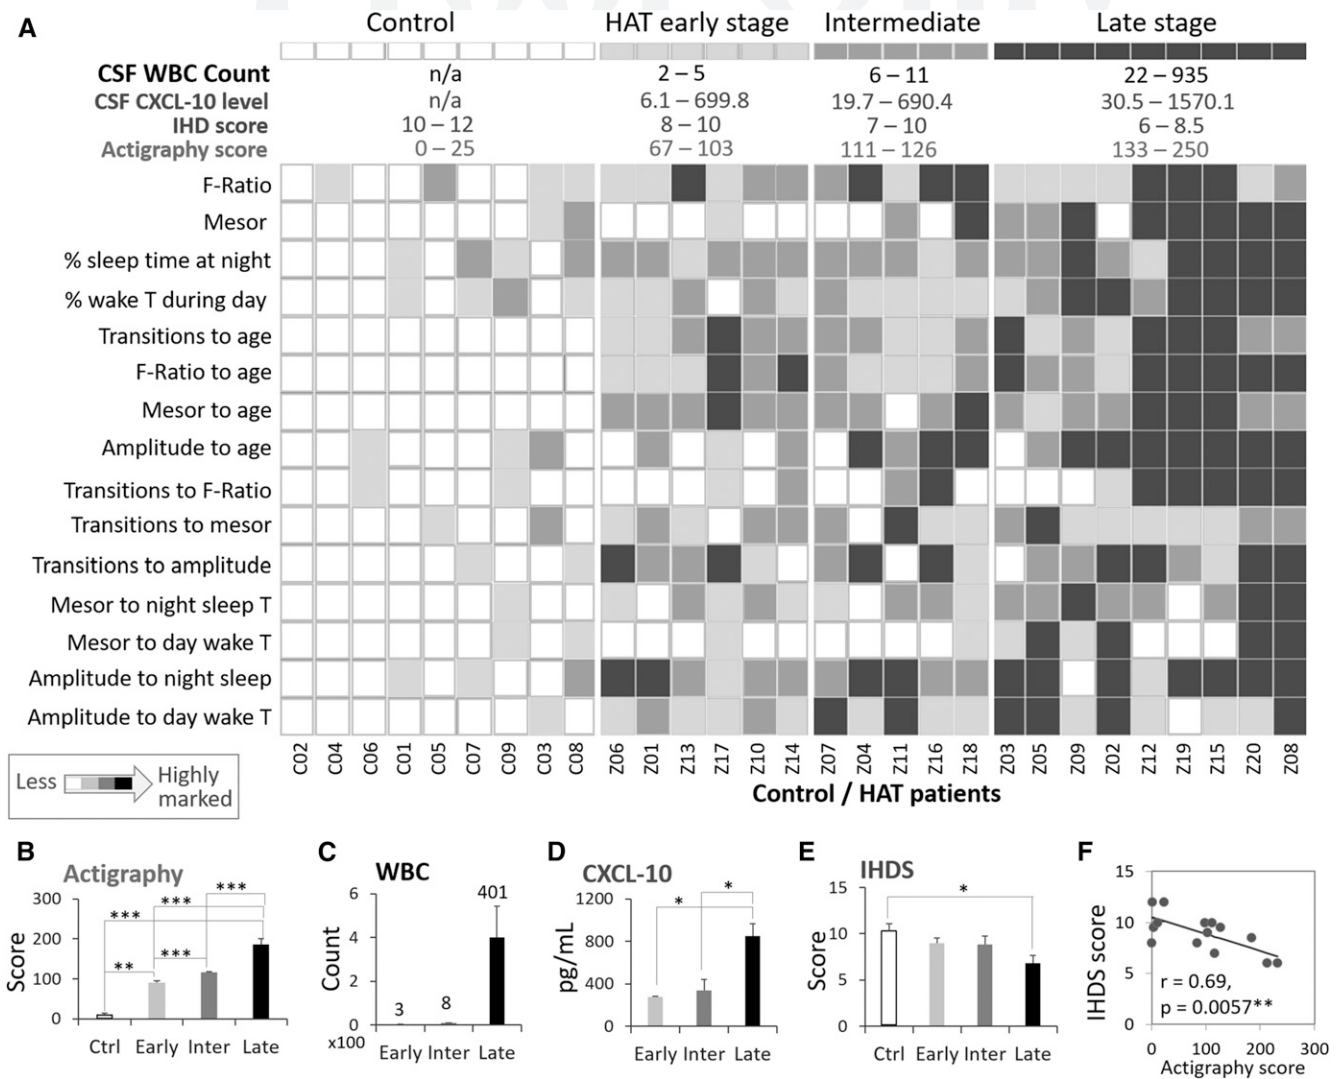 A
Control HAT early stage Intermediate Late stage
CSF WBC Count n/a 2 – 5 6 – 11 22 – 935
CSF CXCL-10 level n/a 6.1 – 699.8 19.7 – 690.4 30.5 – 1570.1
IHD score 10 – 12 8 – 10 7 – 10 6 – 8.5
Actigraphy score 0 – 25 67 – 103 111 – 126 133 – 250
F-Ratio
Mesor
% sleep time at night
% wake T during day
Transitions to age
F-Ratio to age
Mesor to age
Amplitude to age
Transitions to F-Ratio
Transitions to mesor
Transitions to amplitude
Mesor to night sleep T
Mesor to day wake T
Amplitude to night sleep
Amplitude to day wake T
C02 C04 C06 C01 C05 C07 C09 C03 C08 Z06 Z01 Z13 Z17 Z10 Z14 Z07 Z04 Z11 Z16 Z18 Z03 Z05 Z09 Z02 Z12 Z19 Z15 Z20 Z08
Less Highly
marked
Control / HAT patients
B
Actigraphy
Score
300
200
100
0
***
***
***
***
**
Ctrl Early Inter Late
C
WBC
Count
6
4
2
0
x100
3 8 401
Early Inter Late
D
CXCL-10
pg/mL
1200
800
400
0
*
*
Early Inter Late
E
IHDS
Score
15
10
5
0
*
Ctrl Early Inter Late
F
IHDS score
15
10
5
0
r = 0.69,
p = 0.0057**
0 100 200 300
Actigraphy score